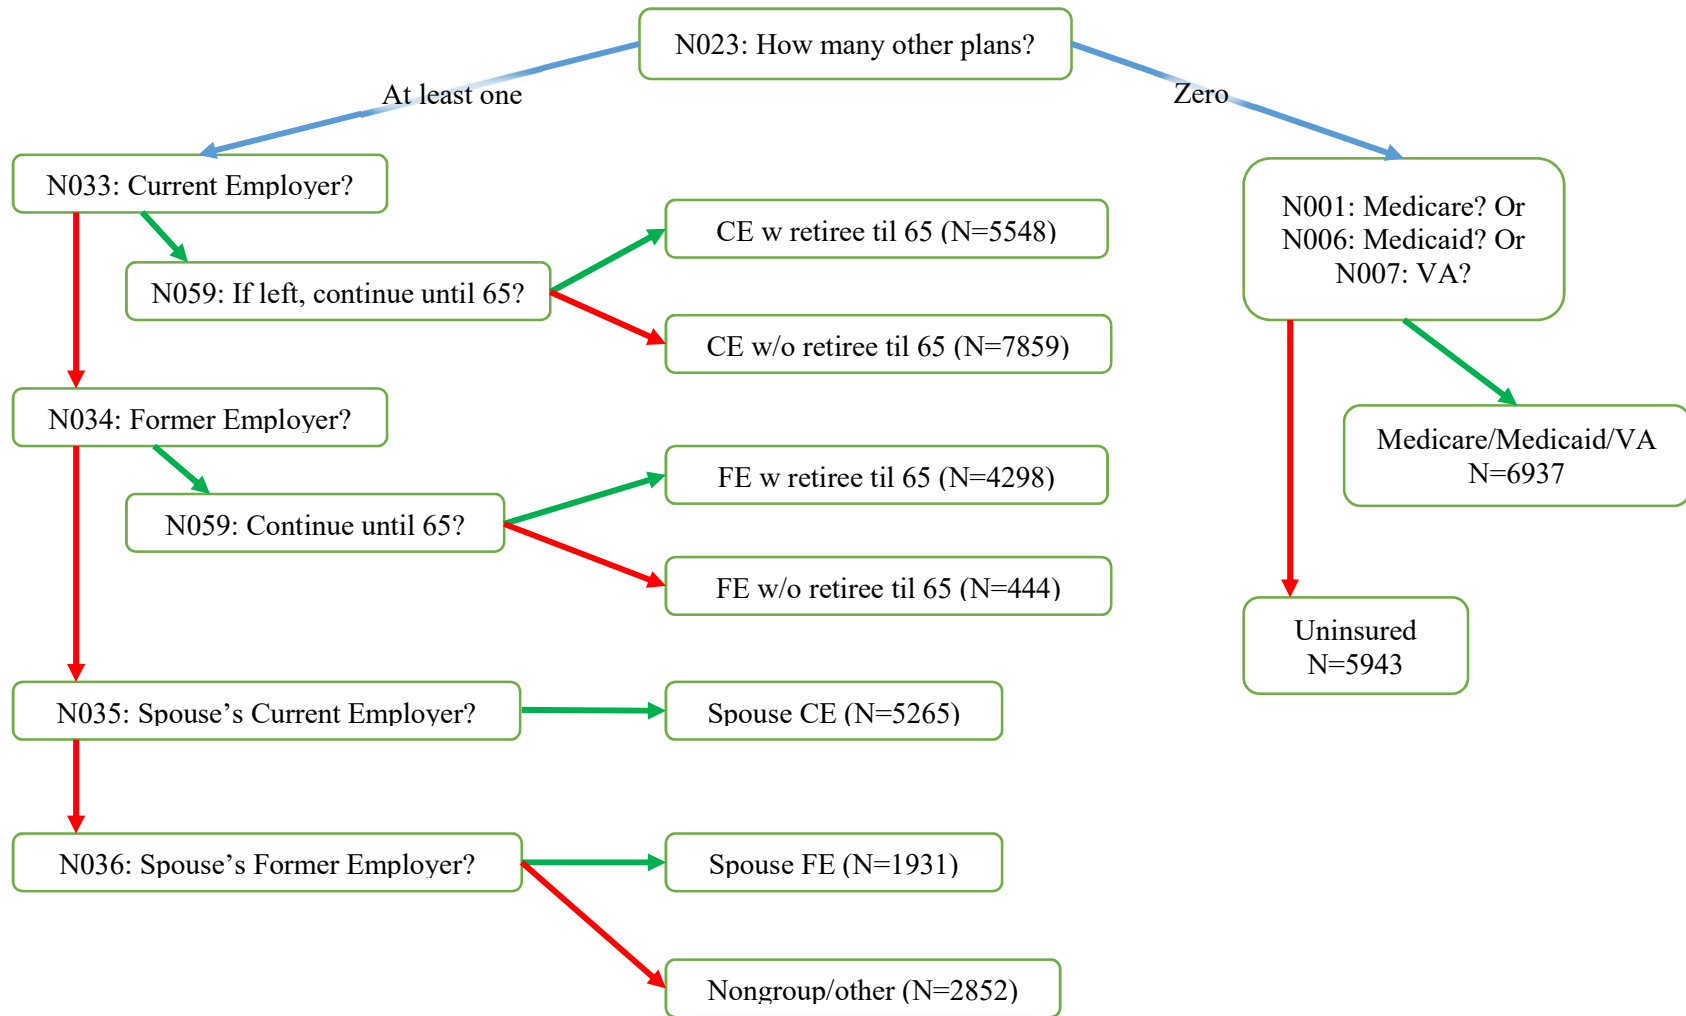 N023: How many other plans?
At least one
Zero
N033: Current Employer?
N059: If left, continue until 65?
CE w retiree til 65 (N=5548)
CE w/o retiree til 65 (N=7859)
N001: Medicare? Or
N006: Medicaid? Or
N007: VA?
N034: Former Employer?
N059: Continue until 65?
FE w retiree til 65 (N=4298)
FE w/o retiree til 65 (N=444)
Medicare/Medicaid/VA
N=6937
Uninsured
N=5943
N035: Spouse’s Current Employer?
Spouse CE (N=5265)
N036: Spouse’s Former Employer?
Spouse FE (N=1931)
Nongroup/other (N=2852)